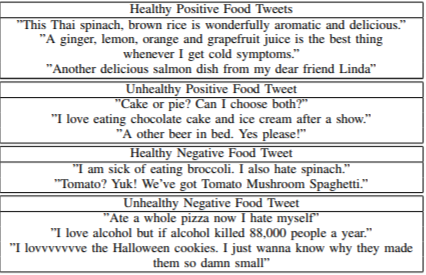 Healthy Positive Food Tweets
"This Thai spinach, brown rice is wonderfully aromatic and delicious."
"A ginger, lemon, orange and grapefruit juice is the best thing
whenever I get cold symptoms."
"Another delicious salmon dish from my dear friend Linda"
Unhealthy Positive Food Tweet
"Cake or pie? Can I choose both?"
"I love eating chocolate cake and ice cream after a show."
"A other beer in bed. Yes please!"
Healthy Negative Food Tweet
"I am sick of eating broccoli. I also hate spinach."
"Tomato? Yuk! We've got Tomato Mushroom Spaghetti."
Unhealthy Negative Food Tweet
"Ate a whole pizza now I hate myself"
"I love alcohol but if alcohol killed 88,000 people a year."
"I lovvvvvvve the Halloween cookies. I just wanna know why they made
them so damn small"